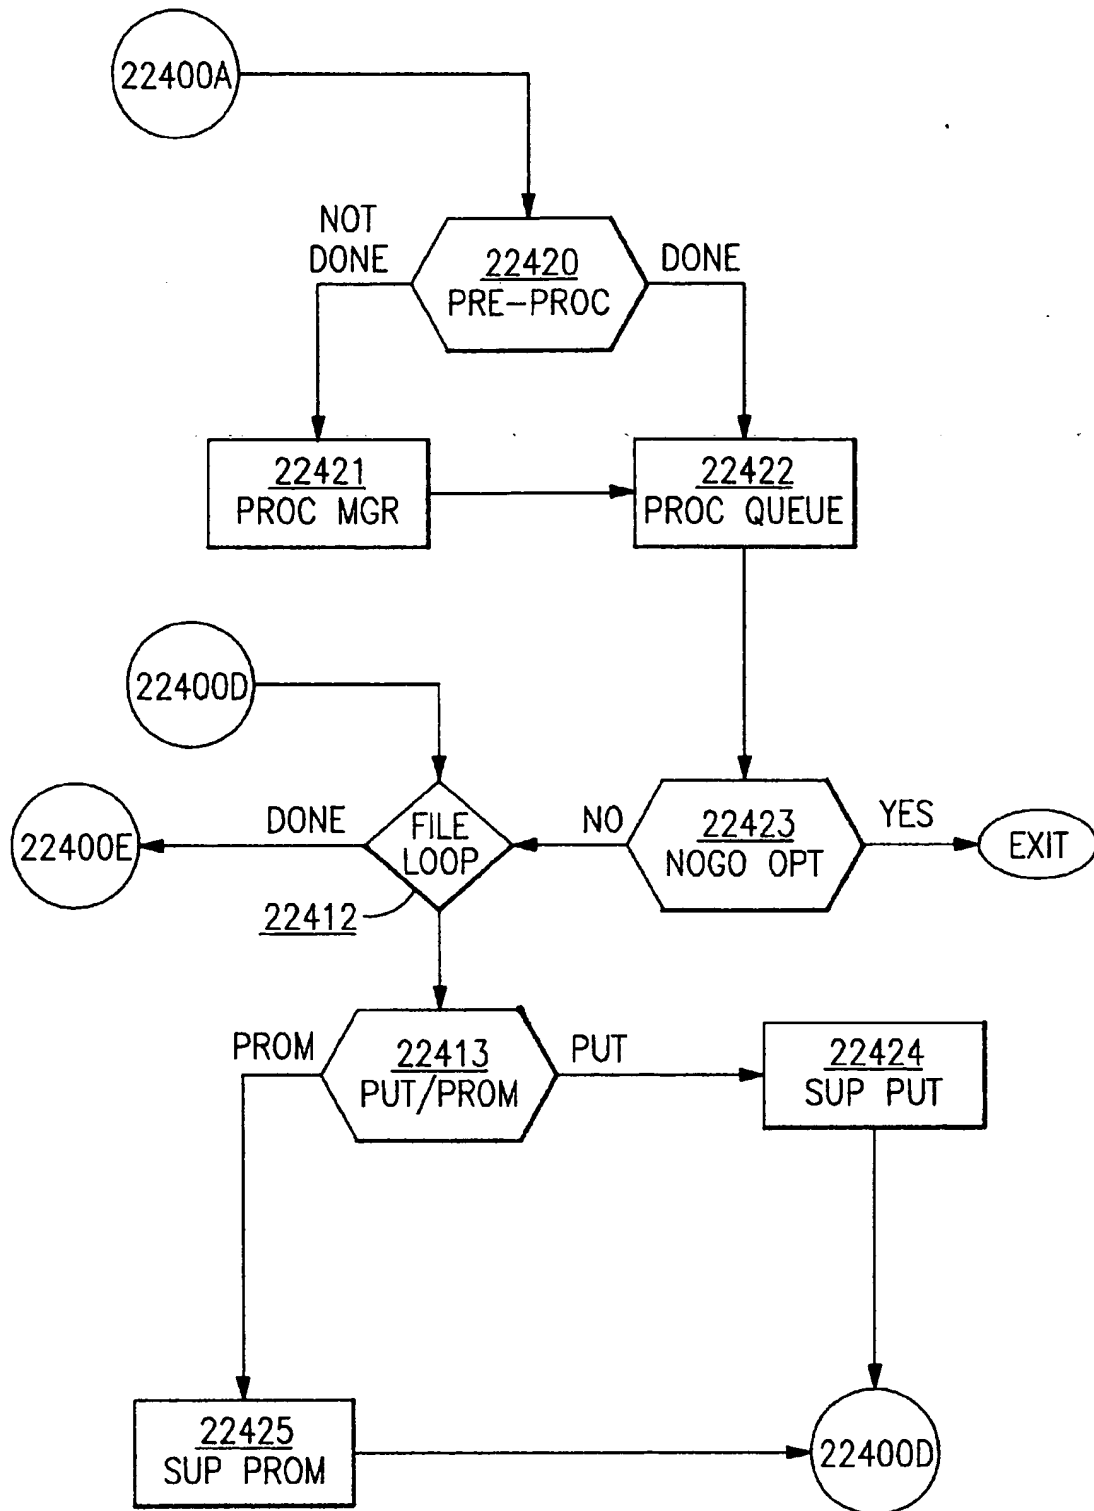 22400A
NOT
DONE
22420
PRE-PROC
DONE
22421
PROC MGR
22422
PROC QUEUE
22400D
22400E
DONE
FILE
LOOP
22412
NO
22423
NOGO OPT
YES
EXIT
PROM
22413
PUT/PROM
PUT
22424
SUP PUT
22425
SUP PROM
22400D